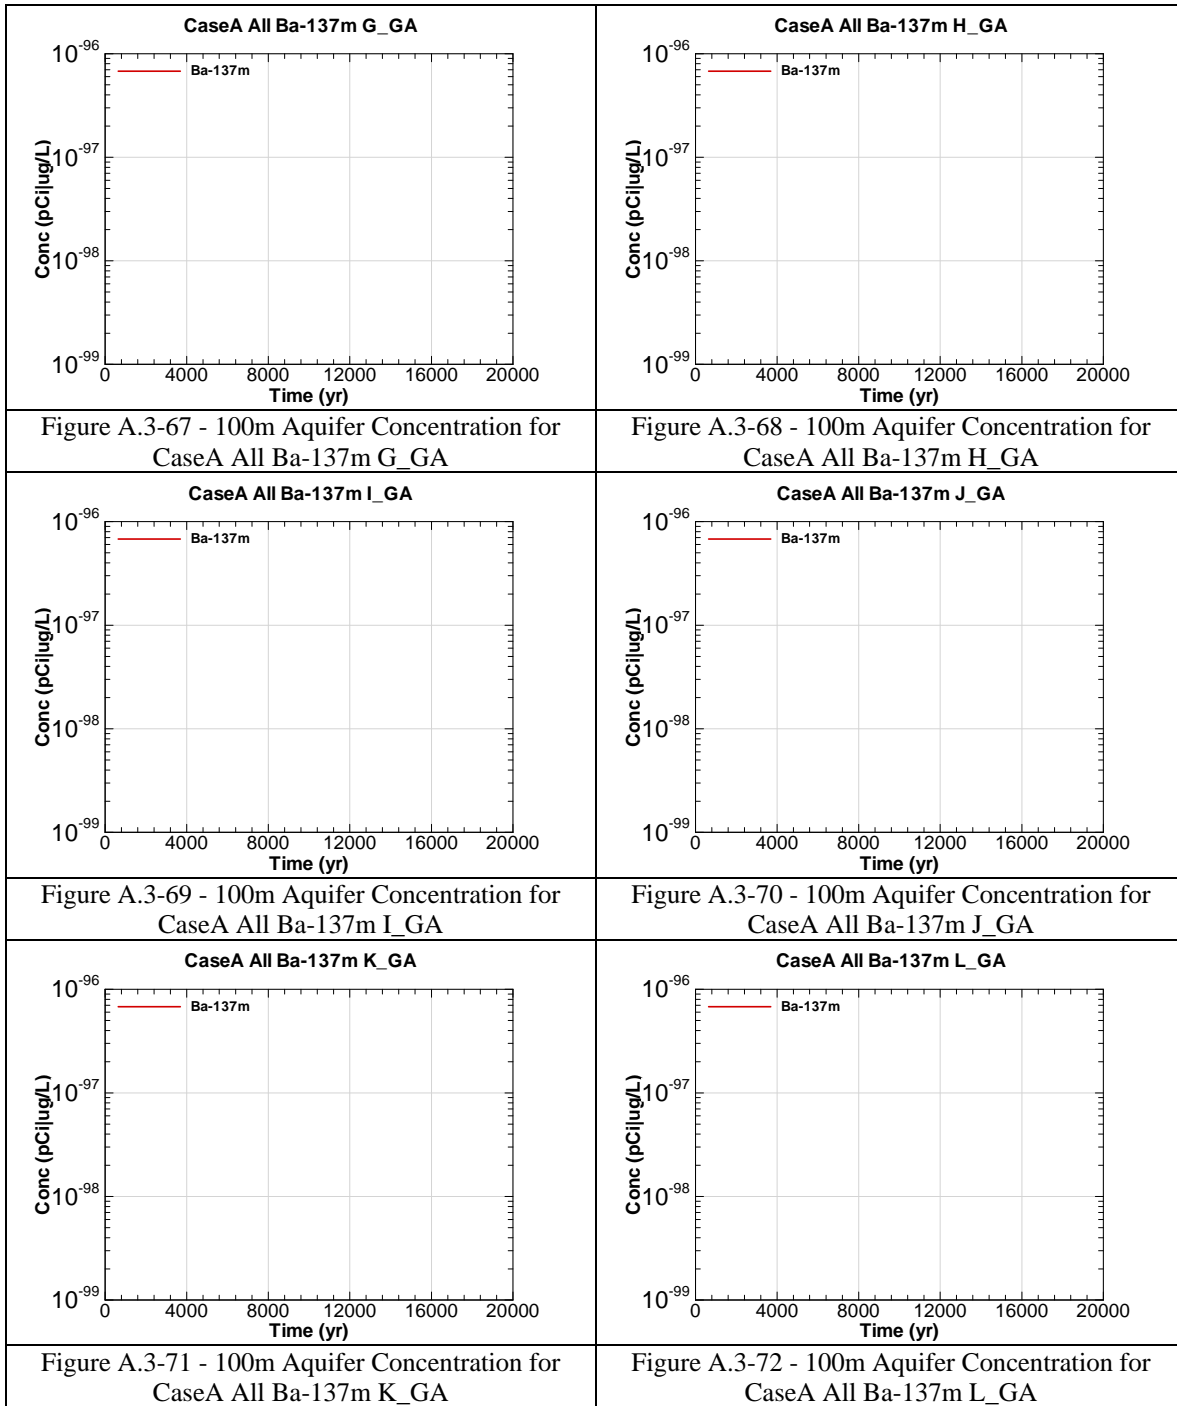 CaseA All Ba-137m G_GA
Ba-137m
Conc (pCi|ug/L)
10^-96
10^-97
10^-98
10^-99
0 4000 8000 12000 16000 20000
Time (yr)
Figure A.3-67 - 100m Aquifer Concentration for
CaseA All Ba-137m G_GA
CaseA All Ba-137m H_GA
Ba-137m
Conc (pCi|ug/L)
10^-96
10^-97
10^-98
10^-99
0 4000 8000 12000 16000 20000
Time (yr)
Figure A.3-68 - 100m Aquifer Concentration for
CaseA All Ba-137m H_GA
CaseA All Ba-137m I_GA
Ba-137m
Conc (pCi|ug/L)
10^-96
10^-97
10^-98
10^-99
0 4000 8000 12000 16000 20000
Time (yr)
Figure A.3-69 - 100m Aquifer Concentration for
CaseA All Ba-137m I_GA
CaseA All Ba-137m J_GA
Ba-137m
Conc (pCi|ug/L)
10^-96
10^-97
10^-98
10^-99
0 4000 8000 12000 16000 20000
Time (yr)
Figure A.3-70 - 100m Aquifer Concentration for
CaseA All Ba-137m J_GA
CaseA All Ba-137m K_GA
Ba-137m
Conc (pCi|ug/L)
10^-96
10^-97
10^-98
10^-99
0 4000 8000 12000 16000 20000
Time (yr)
Figure A.3-71 - 100m Aquifer Concentration for
CaseA All Ba-137m K_GA
CaseA All Ba-137m L_GA
Ba-137m
Conc (pCi|ug/L)
10^-96
10^-97
10^-98
10^-99
0 4000 8000 12000 16000 20000
Time (yr)
Figure A.3-72 - 100m Aquifer Concentration for
CaseA All Ba-137m L_GA